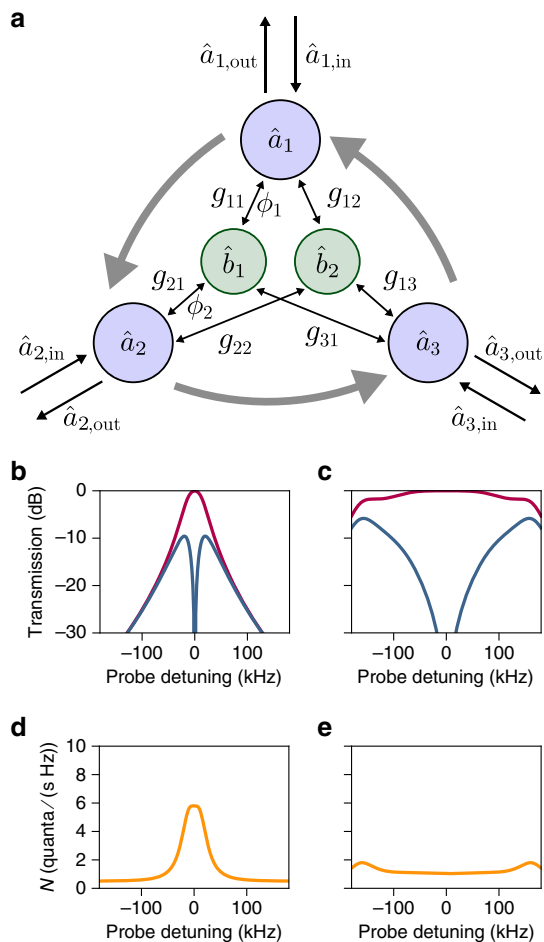 a
â₁,out â₁,in
â₁
g₁₁ ϕ₁ g₁₂
b̂₁ b̂₂
g₂₁ g₁₃
ϕ₂
â₂,in â₂ g₂₂ g₃₁ â₃ â₃,out
â₂,out â₃,in
b c
Transmission (dB)
0
−10
−20
−30
−100 0 100
Probe detuning (kHz)
−100 0 100
Probe detuning (kHz)
d e
N (quanta/(s Hz))
10
8
6
4
2
0
−100 0 100
Probe detuning (kHz)
−100 0 100
Probe detuning (kHz)